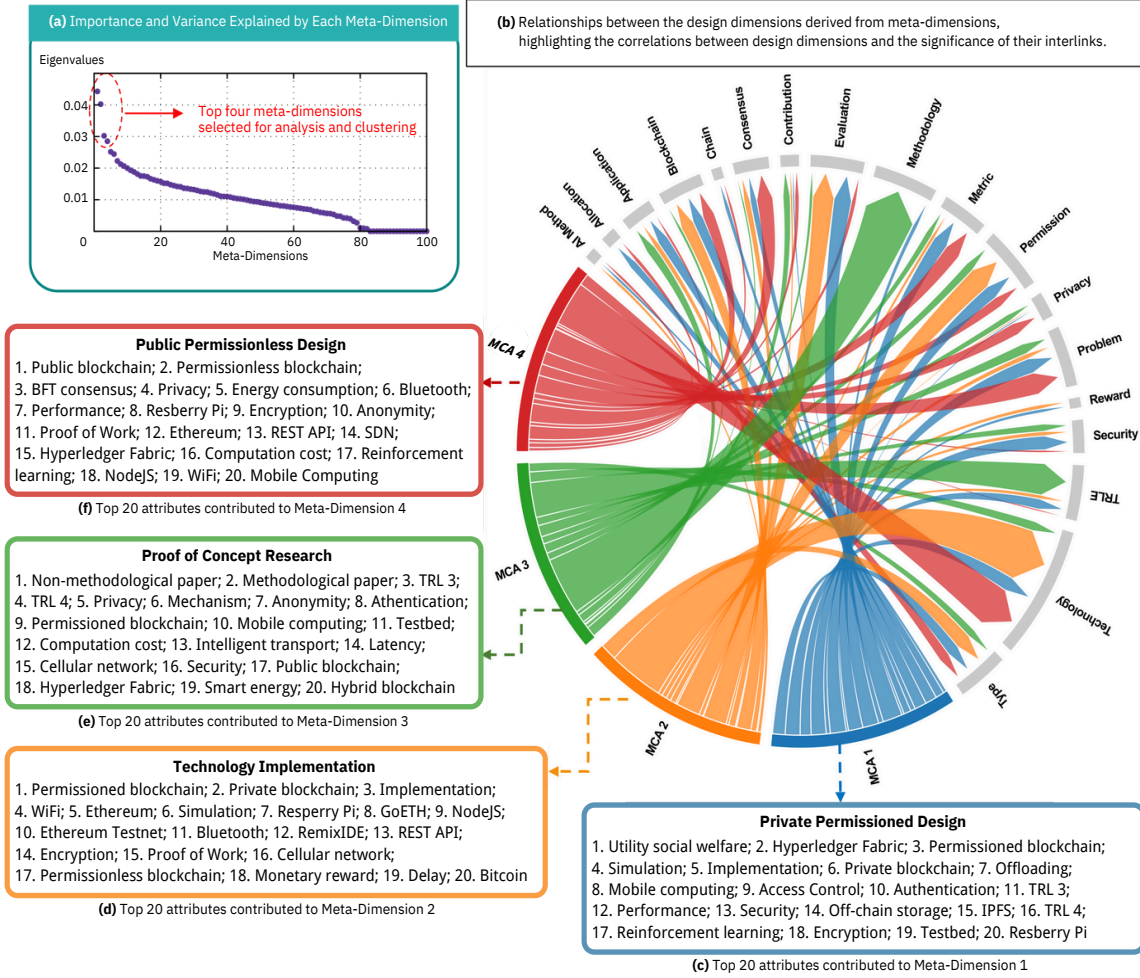 (a) Importance and Variance Explained by Each Meta-Dimension
Eigenvalues
0.04
0.03
0.02
0.01
0
20
40
60
80
100
Meta-Dimensions
Top four meta-dimensions
selected for analysis and clustering
(b) Relationships between the design dimensions derived from meta-dimensions,
highlighting the correlations between design dimensions and the significance of their interlinks.
AI Method
Allocation
Application
Blockchain
Chain
Consensus
Contribution
Evaluation
Methodology
Metric
Permission
Privacy
Problem
Reward
Security
TRLE
Technology
Type
MCA 1
MCA 2
MCA 3
MCA 4
Public Permissionless Design
1. Public blockchain; 2. Permissionless blockchain;
3. BFT consensus; 4. Privacy; 5. Energy consumption; 6. Bluetooth;
7. Performance; 8. Resberry Pi; 9. Encryption; 10. Anonymity;
11. Proof of Work; 12. Ethereum; 13. REST API; 14. SDN;
15. Hyperledger Fabric; 16. Computation cost; 17. Reinforcement
learning; 18. NodeJS; 19. WiFi; 20. Mobile Computing
(f) Top 20 attributes contributed to Meta-Dimension 4
Proof of Concept Research
1. Non-methodological paper; 2. Methodological paper; 3. TRL 3;
4. TRL 4; 5. Privacy; 6. Mechanism; 7. Anonymity; 8. Athentication;
9. Permissioned blockchain; 10. Mobile computing; 11. Testbed;
12. Computation cost; 13. Intelligent transport; 14. Latency;
15. Cellular network; 16. Security; 17. Public blockchain;
18. Hyperledger Fabric; 19. Smart energy; 20. Hybrid blockchain
(e) Top 20 attributes contributed to Meta-Dimension 3
Technology Implementation
1. Permissioned blockchain; 2. Private blockchain; 3. Implementation;
4. WiFi; 5. Ethereum; 6. Simulation; 7. Resperry Pi; 8. GoETH; 9. NodeJS;
10. Ethereum Testnet; 11. Bluetooth; 12. RemixIDE; 13. REST API;
14. Encryption; 15. Proof of Work; 16. Cellular network;
17. Permissionless blockchain; 18. Monetary reward; 19. Delay; 20. Bitcoin
(d) Top 20 attributes contributed to Meta-Dimension 2
Private Permissioned Design
1. Utility social welfare; 2. Hyperledger Fabric; 3. Permissioned blockchain;
4. Simulation; 5. Implementation; 6. Private blockchain; 7. Offloading;
8. Mobile computing; 9. Access Control; 10. Authentication; 11. TRL 3;
12. Performance; 13. Security; 14. Off-chain storage; 15. IPFS; 16. TRL 4;
17. Reinforcement learning; 18. Encryption; 19. Testbed; 20. Resberry Pi
(c) Top 20 attributes contributed to Meta-Dimension 1